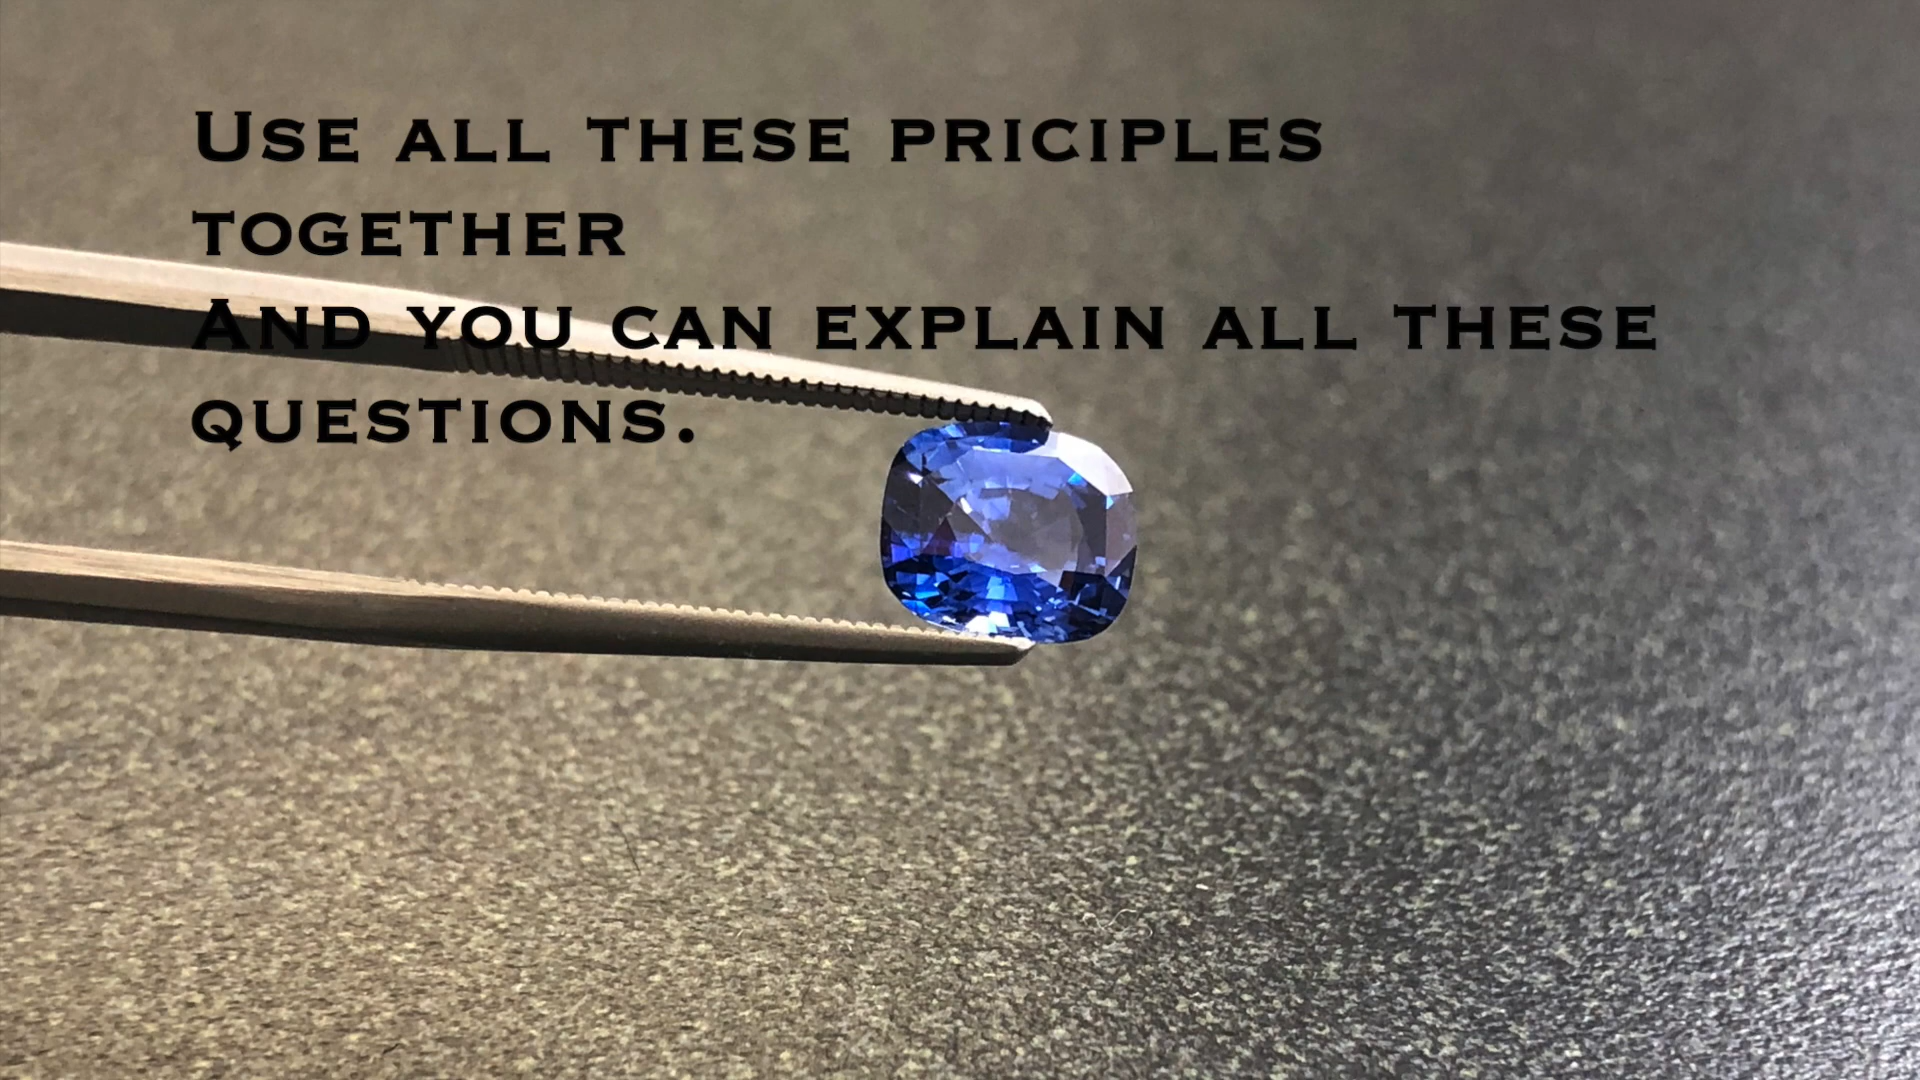 Use all these priciples
together
And you can explain all these
questions.